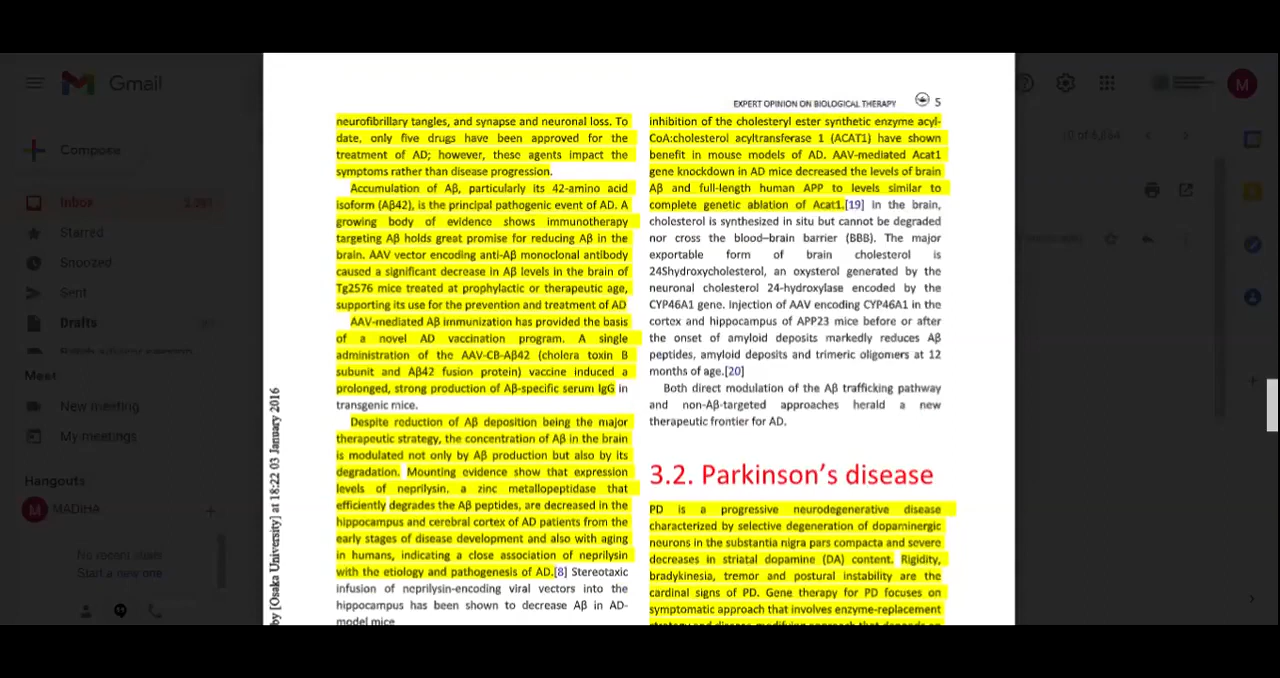 Gmail
M
Compose
Inbox
Starred
Snoozed
Sent
Drafts
Meet
New meeting
My meetings
Hangouts
M MADIHA
No recent chats
Start a new one
by [Osaka University] at 18:22 03 January 2016
EXPERT OPINION ON BIOLOGICAL THERAPY 5
neurofibrillary tangles, and synapse and neuronal loss. To
date, only five drugs have been approved for the
treatment of AD; however, these agents impact the
symptoms rather than disease progression.
Accumulation of Aβ, particularly its 42-amino acid
isoform (Aβ42), is the principal pathogenic event of AD. A
growing body of evidence shows immunotherapy
targeting Aβ holds great promise for reducing Aβ in the
brain. AAV vector encoding anti-Aβ monoclonal antibody
caused a significant decrease in Aβ levels in the brain of
Tg2576 mice treated at prophylactic or therapeutic age,
supporting its use for the prevention and treatment of AD
AAV-mediated Aβ immunization has provided the basis
of a novel AD vaccination program. A single
administration of the AAV-CB-Aβ42 (cholera toxin B
subunit and Aβ42 fusion protein) vaccine induced a
prolonged, strong production of Aβ-specific serum IgG in
transgenic mice.
Despite reduction of Aβ deposition being the major
therapeutic strategy, the concentration of Aβ in the brain
is modulated not only by Aβ production but also by its
degradation. Mounting evidence show that expression
levels of neprilysin, a zinc metallopeptidase that
efficiently degrades the Aβ peptides, are decreased in the
hippocampus and cerebral cortex of AD patients from the
early stages of disease development and also with aging
in humans, indicating a close association of neprilysin
with the etiology and pathogenesis of AD.[8] Stereotaxic
infusion of neprilysin-encoding viral vectors into the
hippocampus has been shown to decrease Aβ in AD-
model mice
inhibition of the cholesteryl ester synthetic enzyme acyl-
CoA:cholesterol acyltransferase 1 (ACAT1) have shown
benefit in mouse models of AD. AAV-mediated Acat1
gene knockdown in AD mice decreased the levels of brain
Aβ and full-length human APP to levels similar to
complete genetic ablation of Acat1.[19] in the brain,
cholesterol is synthesized in situ but cannot be degraded
nor cross the blood–brain barrier (BBB). The major
exportable form of brain cholesterol is
24Shydroxycholesterol, an oxysterol generated by the
neuronal cholesterol 24-hydroxylase encoded by the
CYP46A1 gene. Injection of AAV encoding CYP46A1 in the
cortex and hippocampus of APP23 mice before or after
the onset of amyloid deposits markedly reduces Aβ
peptides, amyloid deposits and trimeric oligomers at 12
months of age.[20]
Both direct modulation of the Aβ trafficking pathway
and non-Aβ-targeted approaches herald a new
therapeutic frontier for AD.
3.2. Parkinson's disease
PD is a progressive neurodegenerative disease
characterized by selective degeneration of dopaminergic
neurons in the substantia nigra pars compacta and severe
decreases in striatal dopamine (DA) content. Rigidity,
bradykinesia, tremor and postural instability are the
cardinal signs of PD. Gene therapy for PD focuses on
symptomatic approach that involves enzyme-replacement